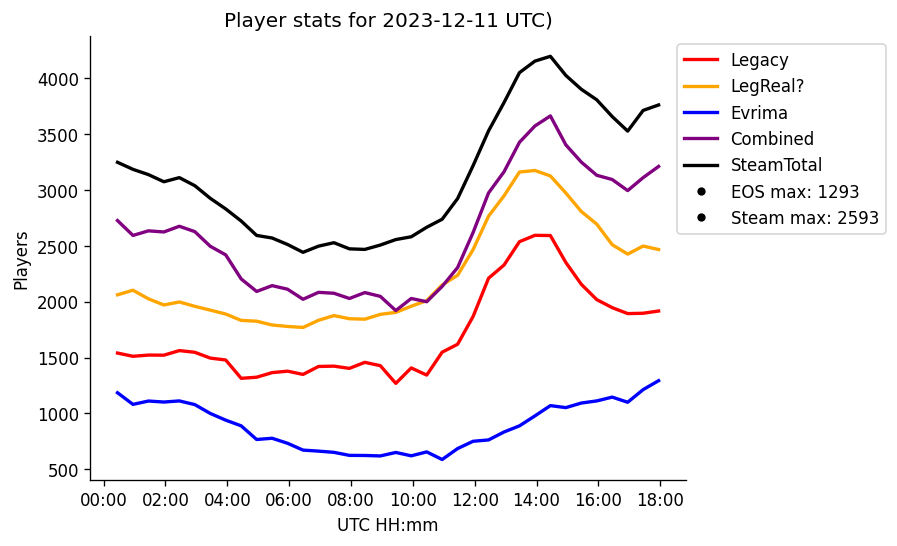 Player stats for 2023-12-11 UTC)
Legacy
LegReal?
Evrima
Combined
SteamTotal
EOS max: 1293
Steam max: 2593
Players
4000
3500
3000
2500
2000
1500
1000
500
00:00 02:00 04:00 06:00 08:00 10:00 12:00 14:00 16:00 18:00
UTC HH:mm